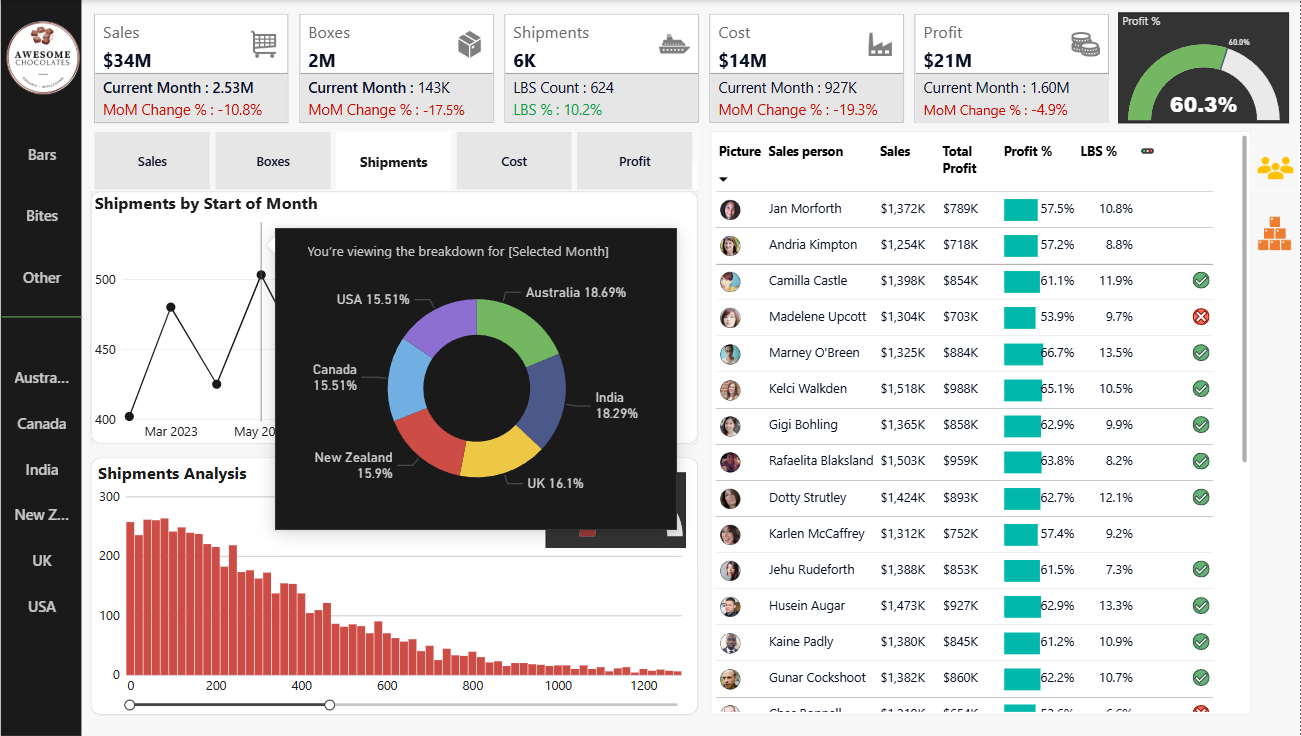 AWESOME
CHOCOLATES
Bars
Bites
Other
Austra...
Canada
India
New Z...
UK
USA
Sales
$34M
Current Month : 2.53M
MoM Change % : -10.8%
Boxes
2M
Current Month : 143K
MoM Change % : -17.5%
Shipments
6K
LBS Count : 624
LBS % : 10.2%
Cost
$14M
Current Month : 927K
MoM Change % : -19.3%
Profit
$21M
Current Month : 1.60M
MoM Change % : -4.9%
Profit %
60.0%
60.3%
Sales
Boxes
Shipments
Cost
Profit
Shipments by Start of Month
500
450
400
Mar 2023
May 20
You're viewing the breakdown for [Selected Month]
USA 15.51%
Australia 18.69%
Canada
15.51%
India
18.29%
New Zealand
15.9%
UK 16.1%
Shipments Analysis
300
200
100
0
0 200 400 600 800 1000 1200
Picture Sales person Sales Total Profit % LBS %
Profit
Jan Morforth $1,372K $789K 57.5% 10.8%
Andria Kimpton $1,254K $718K 57.2% 8.8%
Camilla Castle $1,398K $854K 61.1% 11.9%
Madelene Upcott $1,304K $703K 53.9% 9.7%
Marney O'Breen $1,325K $884K 66.7% 13.5%
Kelci Walkden $1,518K $988K 65.1% 10.5%
Gigi Bohling $1,365K $858K 62.9% 9.9%
Rafaelita Blaksland $1,503K $959K 63.8% 8.2%
Dotty Strutley $1,424K $893K 62.7% 12.1%
Karlen McCaffrey $1,312K $752K 57.4% 9.2%
Jehu Rudeforth $1,388K $853K 61.5% 7.3%
Husein Augar $1,473K $927K 62.9% 13.3%
Kaine Padly $1,380K $845K 61.2% 10.9%
Gunar Cockshoot $1,382K $860K 62.2% 10.7%